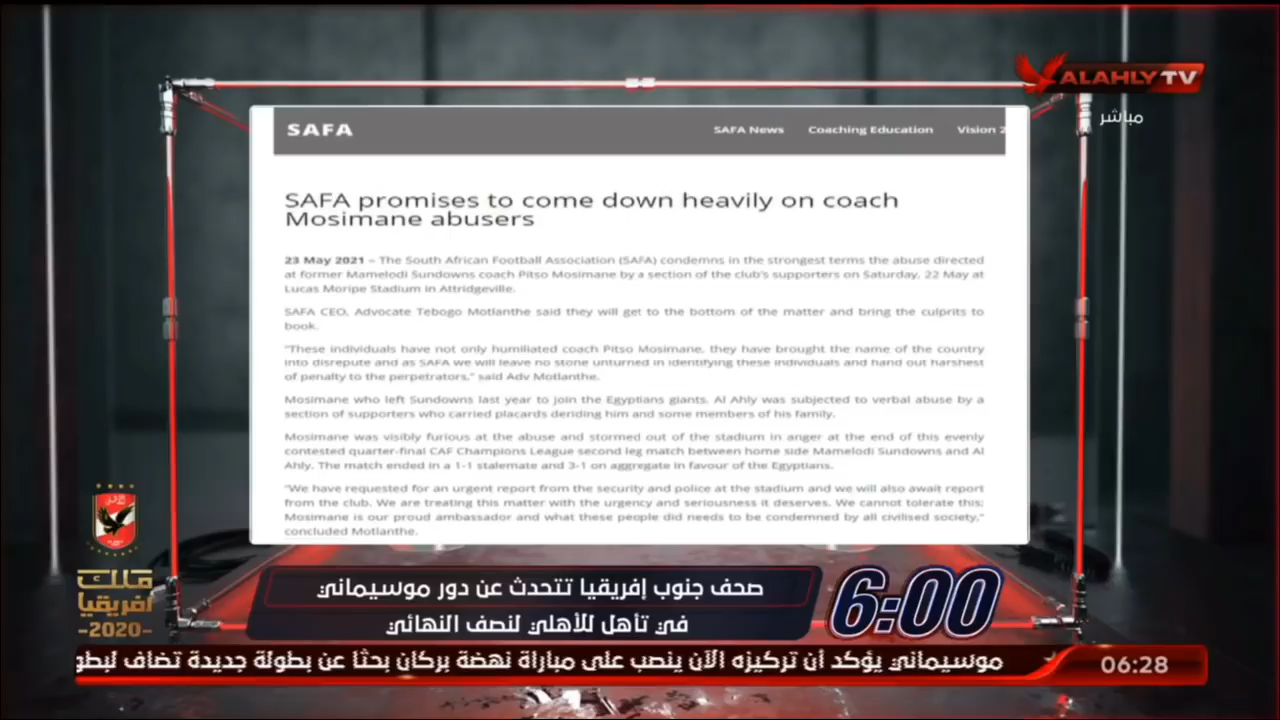 ALAHLY TV
مباشر
SAFA
SAFA News Coaching Education Vision 2
SAFA promises to come down heavily on coach
Mosimane abusers
23 May 2021 – The South African Football Association (SAFA) condemns in the strongest terms the abuse directed
at former Mamelodi Sundowns coach Pitso Mosimane by a section of the club's supporters on Saturday, 22 May at
Lucas Moripe Stadium in Attridgeville.
SAFA CEO, Advocate Tebogo Motlanthe said they will get to the bottom of the matter and bring the culprits to
book.
"These individuals have not only humiliated coach Pitso Mosimane, they have brought the name of the country
into disrepute and as SAFA we will leave no stone unturned in identifying these individuals and hand out harshest
of penalty to the perpetrators," said Adv Motlanthe.
Mosimane who left Sundowns last year to join the Egyptians giants, Al Ahly was subjected to verbal abuse by a
section of supporters who carried placards deriding him and some members of his family.
Mosimane was visibly furious at the abuse and stormed out of the stadium in anger at the end of this evenly
contested quarter-final CAF Champions League second leg match between home side Mamelodi Sundowns and Al
Ahly. The match ended in a 1-1 stalemate and 3-1 on aggregate in favour of the Egyptians.
"We have requested for an urgent report from the security and police at the stadium and we will also await report
from the club. We are treating this matter with the urgency and seriousness it deserves. We cannot tolerate this;
Mosimane is our proud ambassador and what these people did needs to be condemned by all civilised society,"
concluded Motlanthe.
ملك
افريقيا
-2020-
6:00
صحف جنوب إفريقيا تتحدث عن دور موسيماني
في تأهل للأهلي لنصف النهائي
موسيماني يؤكد أن تركيزه الآن ينصب على مباراة نهضة بركان بحثًا عن بطولة جديدة تضاف لبطو
06:28